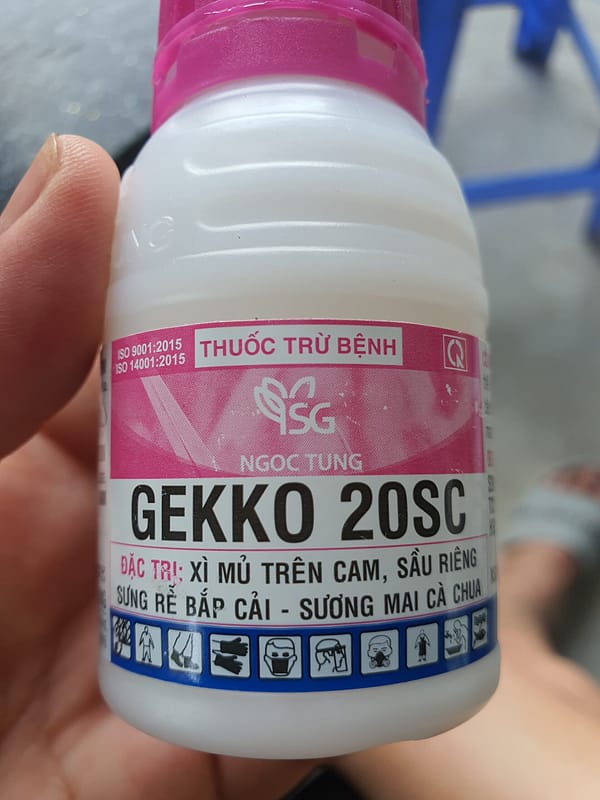 ISO 9001:2015
ISO 14001:2015
THUỐC TRỪ BỆNH
SG
NGOC TUNG
GEKKO 20SC
ĐẶC TRỊ: XÌ MỦ TRÊN CAM, SẦU RIÊNG
SƯNG RỄ BẮP CẢI - SƯƠNG MAI CÀ CHUA